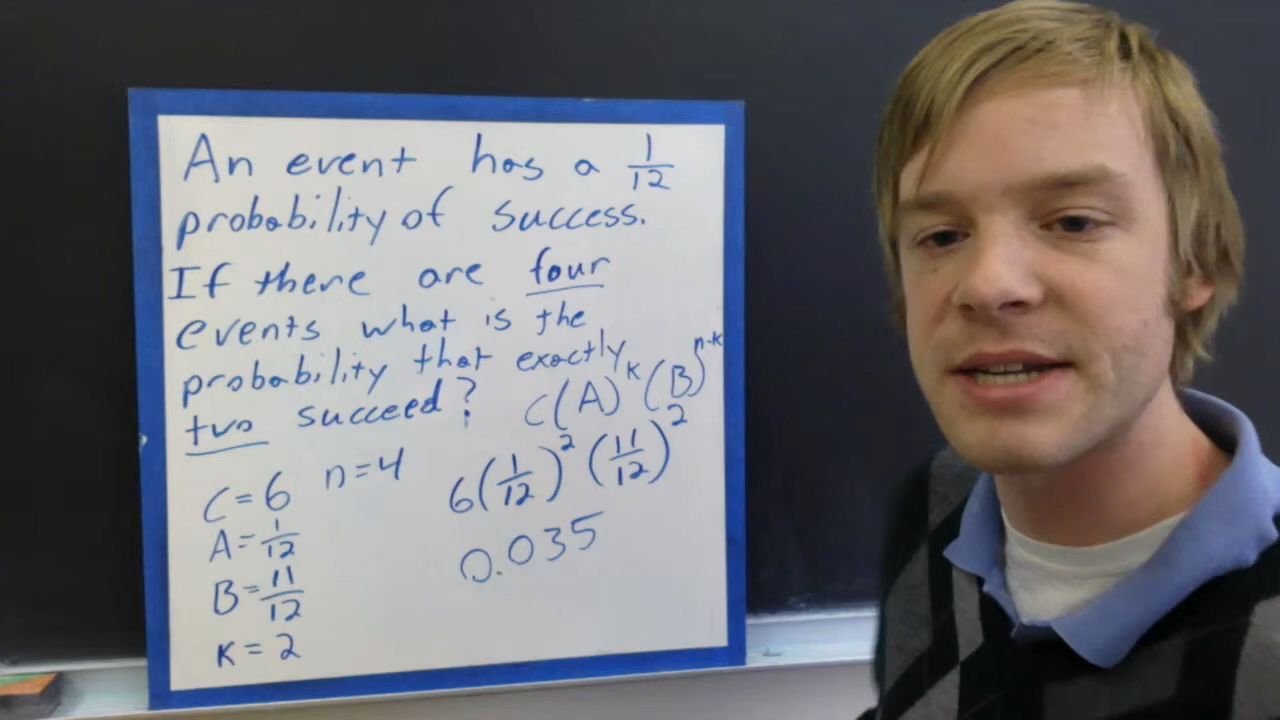 An event has a 1/12
probability of success.
If there are four
events what is the
probability that exactly
two succeed?
C(A)^K (B)^n-K
C=6 n=4
A=1/12
B=11/12
K=2
6(1/12)^2 (11/12)^2
2
0.035